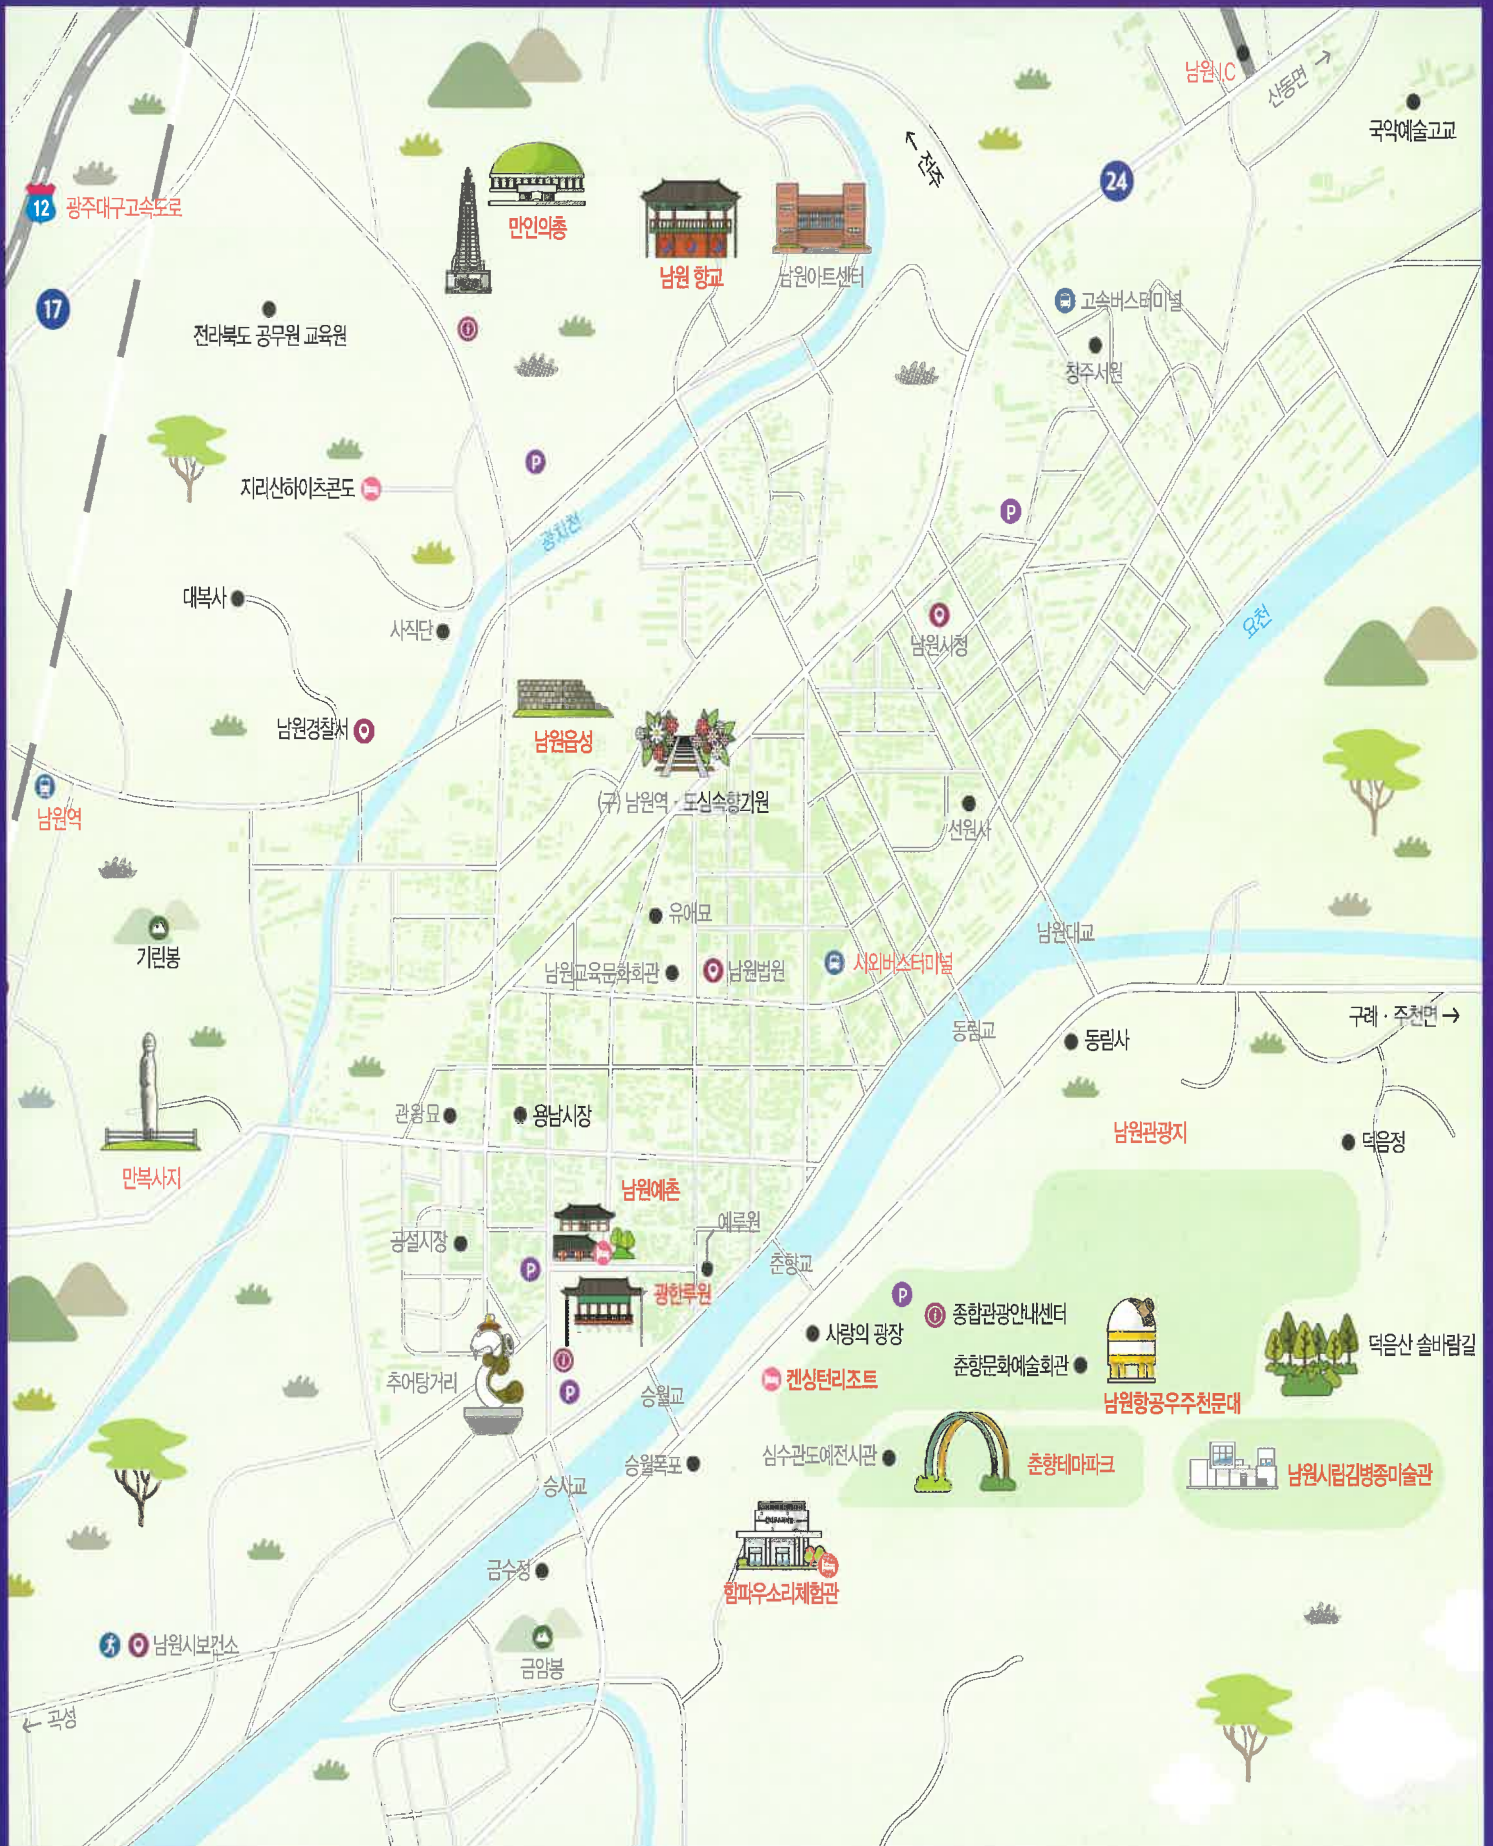 남원I.C
산동면 →
국악예술고교
← 전주
24
12
광주대구고속도로
만인의총
남원 향교
남원아트센터
17
고속버스터미널
전라북도 공무원 교육원
창주서원
P
지리산하이츠콘도
P
광치천
대복사
사직단
남원시청
요천
남원경찰서
남원읍성
남원역
(구) 남원역 · 도심속향기원
선원사
유애묘
남원대교
기린봉
남원교육문화회관
남원법원
시외버스터미널
구례 · 주천면 →
동림교
동림사
관왕묘
용남시장
남원관광지
덕음정
만복사지
남원예촌
예루원
공설시장
춘향교
P
광한루원
P
종합관광안내센터
사랑의 광장
덕음산 솔바람길
춘향문화예술회관
추어탕거리
켄싱턴리조트
P
승월교
남원항공우주천문대
심수관도예전시관
춘향테마파크
승월폭포
남원시립김병종미술관
승사교
금수정
함파우소리체험관
남원시보건소
금암봉
← 곡성